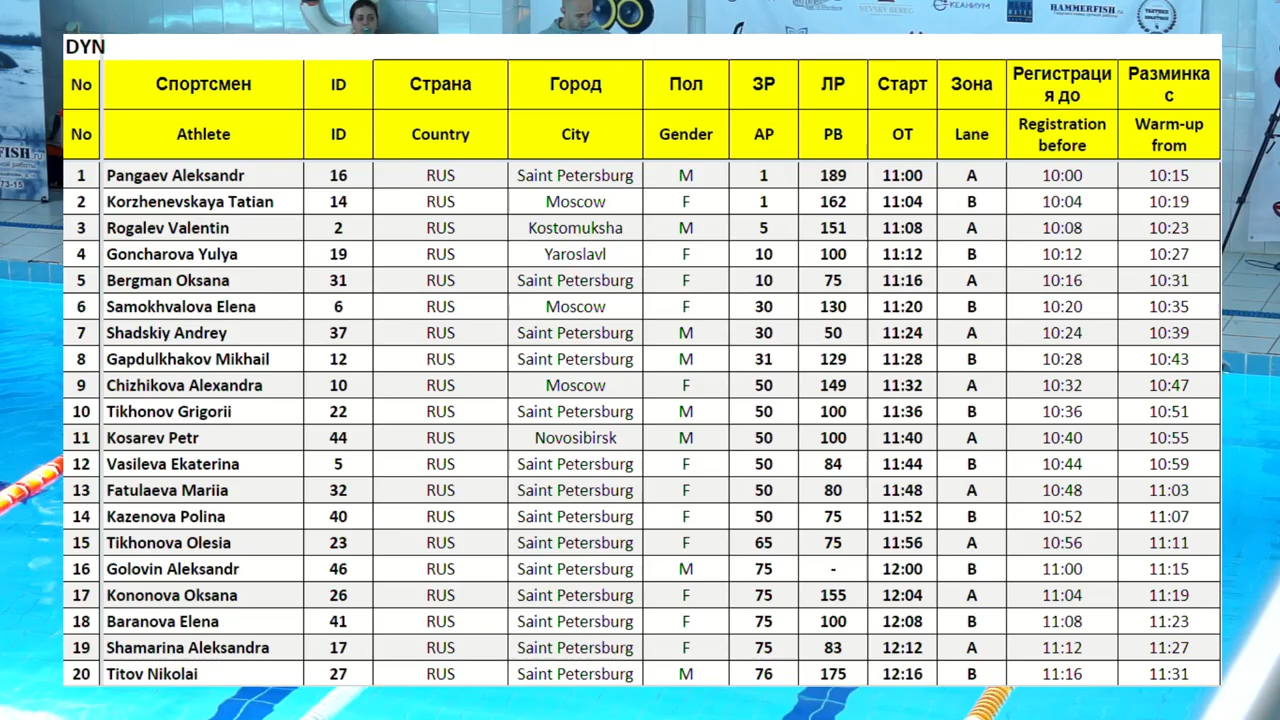 KEAHИУМ
HAMMERFISH.ru
DYN
No Спортсмен ID Страна Город Пол ЗР ЛР Старт Зона Регистраци Разминка
я до с
No Athlete ID Country City Gender AP PB OT Lane Registration Warm-up
before from
1 Pangaev Aleksandr 16 RUS Saint Petersburg M 1 189 11:00 A 10:00 10:15
2 Korzhenevskaya Tatian 14 RUS Moscow F 1 162 11:04 B 10:04 10:19
3 Rogalev Valentin 2 RUS Kostomuksha M 5 151 11:08 A 10:08 10:23
4 Goncharova Yulya 19 RUS Yaroslavl F 10 100 11:12 B 10:12 10:27
5 Bergman Oksana 31 RUS Saint Petersburg F 10 75 11:16 A 10:16 10:31
6 Samokhvalova Elena 6 RUS Moscow F 30 130 11:20 B 10:20 10:35
7 Shadskiy Andrey 37 RUS Saint Petersburg M 30 50 11:24 A 10:24 10:39
8 Gapdulkhakov Mikhail 12 RUS Saint Petersburg M 31 129 11:28 B 10:28 10:43
9 Chizhikova Alexandra 10 RUS Moscow F 50 149 11:32 A 10:32 10:47
10 Tikhonov Grigorii 22 RUS Saint Petersburg M 50 100 11:36 B 10:36 10:51
11 Kosarev Petr 44 RUS Novosibirsk M 50 100 11:40 A 10:40 10:55
12 Vasileva Ekaterina 5 RUS Saint Petersburg F 50 84 11:44 B 10:44 10:59
13 Fatulaeva Mariia 32 RUS Saint Petersburg F 50 80 11:48 A 10:48 11:03
14 Kazenova Polina 40 RUS Saint Petersburg F 50 75 11:52 B 10:52 11:07
15 Tikhonova Olesia 23 RUS Saint Petersburg F 65 75 11:56 A 10:56 11:11
16 Golovin Aleksandr 46 RUS Saint Petersburg M 75 - 12:00 B 11:00 11:15
17 Kononova Oksana 26 RUS Saint Petersburg F 75 155 12:04 A 11:04 11:19
18 Baranova Elena 41 RUS Saint Petersburg F 75 100 12:08 B 11:08 11:23
19 Shamarina Aleksandra 17 RUS Saint Petersburg F 75 83 12:12 A 11:12 11:27
20 Titov Nikolai 27 RUS Saint Petersburg M 76 175 12:16 B 11:16 11:31